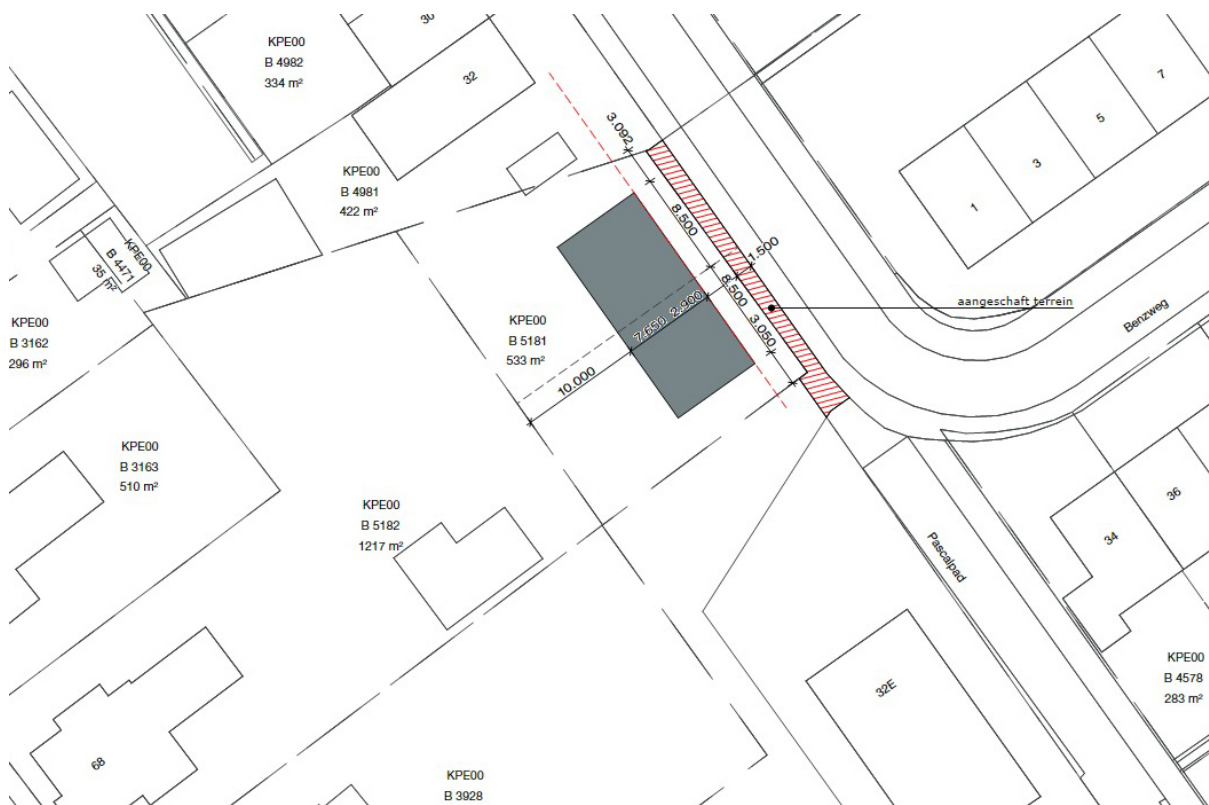 30
KPE00
B 4982
334 m²
32
7
5
3
1
3.092
KPE00
B 4981
422 m²
8.500
1.500
KPE00
B 4471
35 m²
8.500
aangeschaft terrein
Benzweg
KPE00
B 3162
296 m²
KPE00
B 5181
533 m²
7.650
2.900
3.050
10.000
KPE00
B 3163
510 m²
KPE00
B 5182
1217 m²
36
34
Pascalpad
KPE00
B 4578
283 m²
32E
68
KPE00
B 3928